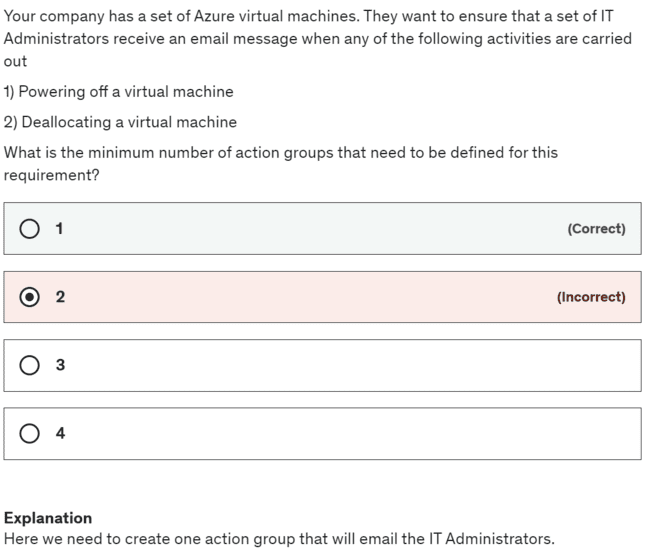 Your company has a set of Azure virtual machines. They want to ensure that a set of IT
Administrators receive an email message when any of the following activities are carried
out
1) Powering off a virtual machine
2) Deallocating a virtual machine
What is the minimum number of action groups that need to be defined for this
requirement?
1 (Correct)
2 (Incorrect)
3
4
Explanation
Here we need to create one action group that will email the IT Administrators.